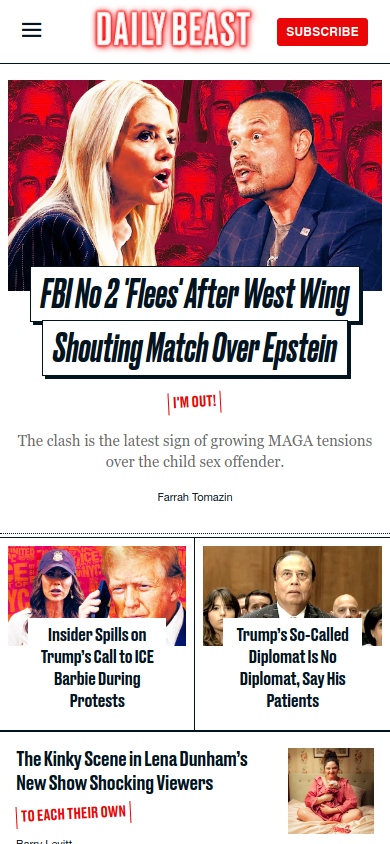 DAILY BEAST
SUBSCRIBE
FBI No 2 'Flees' After West Wing
Shouting Match Over Epstein
I'M OUT!
The clash is the latest sign of growing MAGA tensions
over the child sex offender.
Farrah Tomazin
Insider Spills on
Trump's Call to ICE
Barbie During
Protests
Trump's So-Called
Diplomat Is No
Diplomat, Say His
Patients
The Kinky Scene in Lena Dunham's
New Show Shocking Viewers
TO EACH THEIR OWN
Barry Levitt